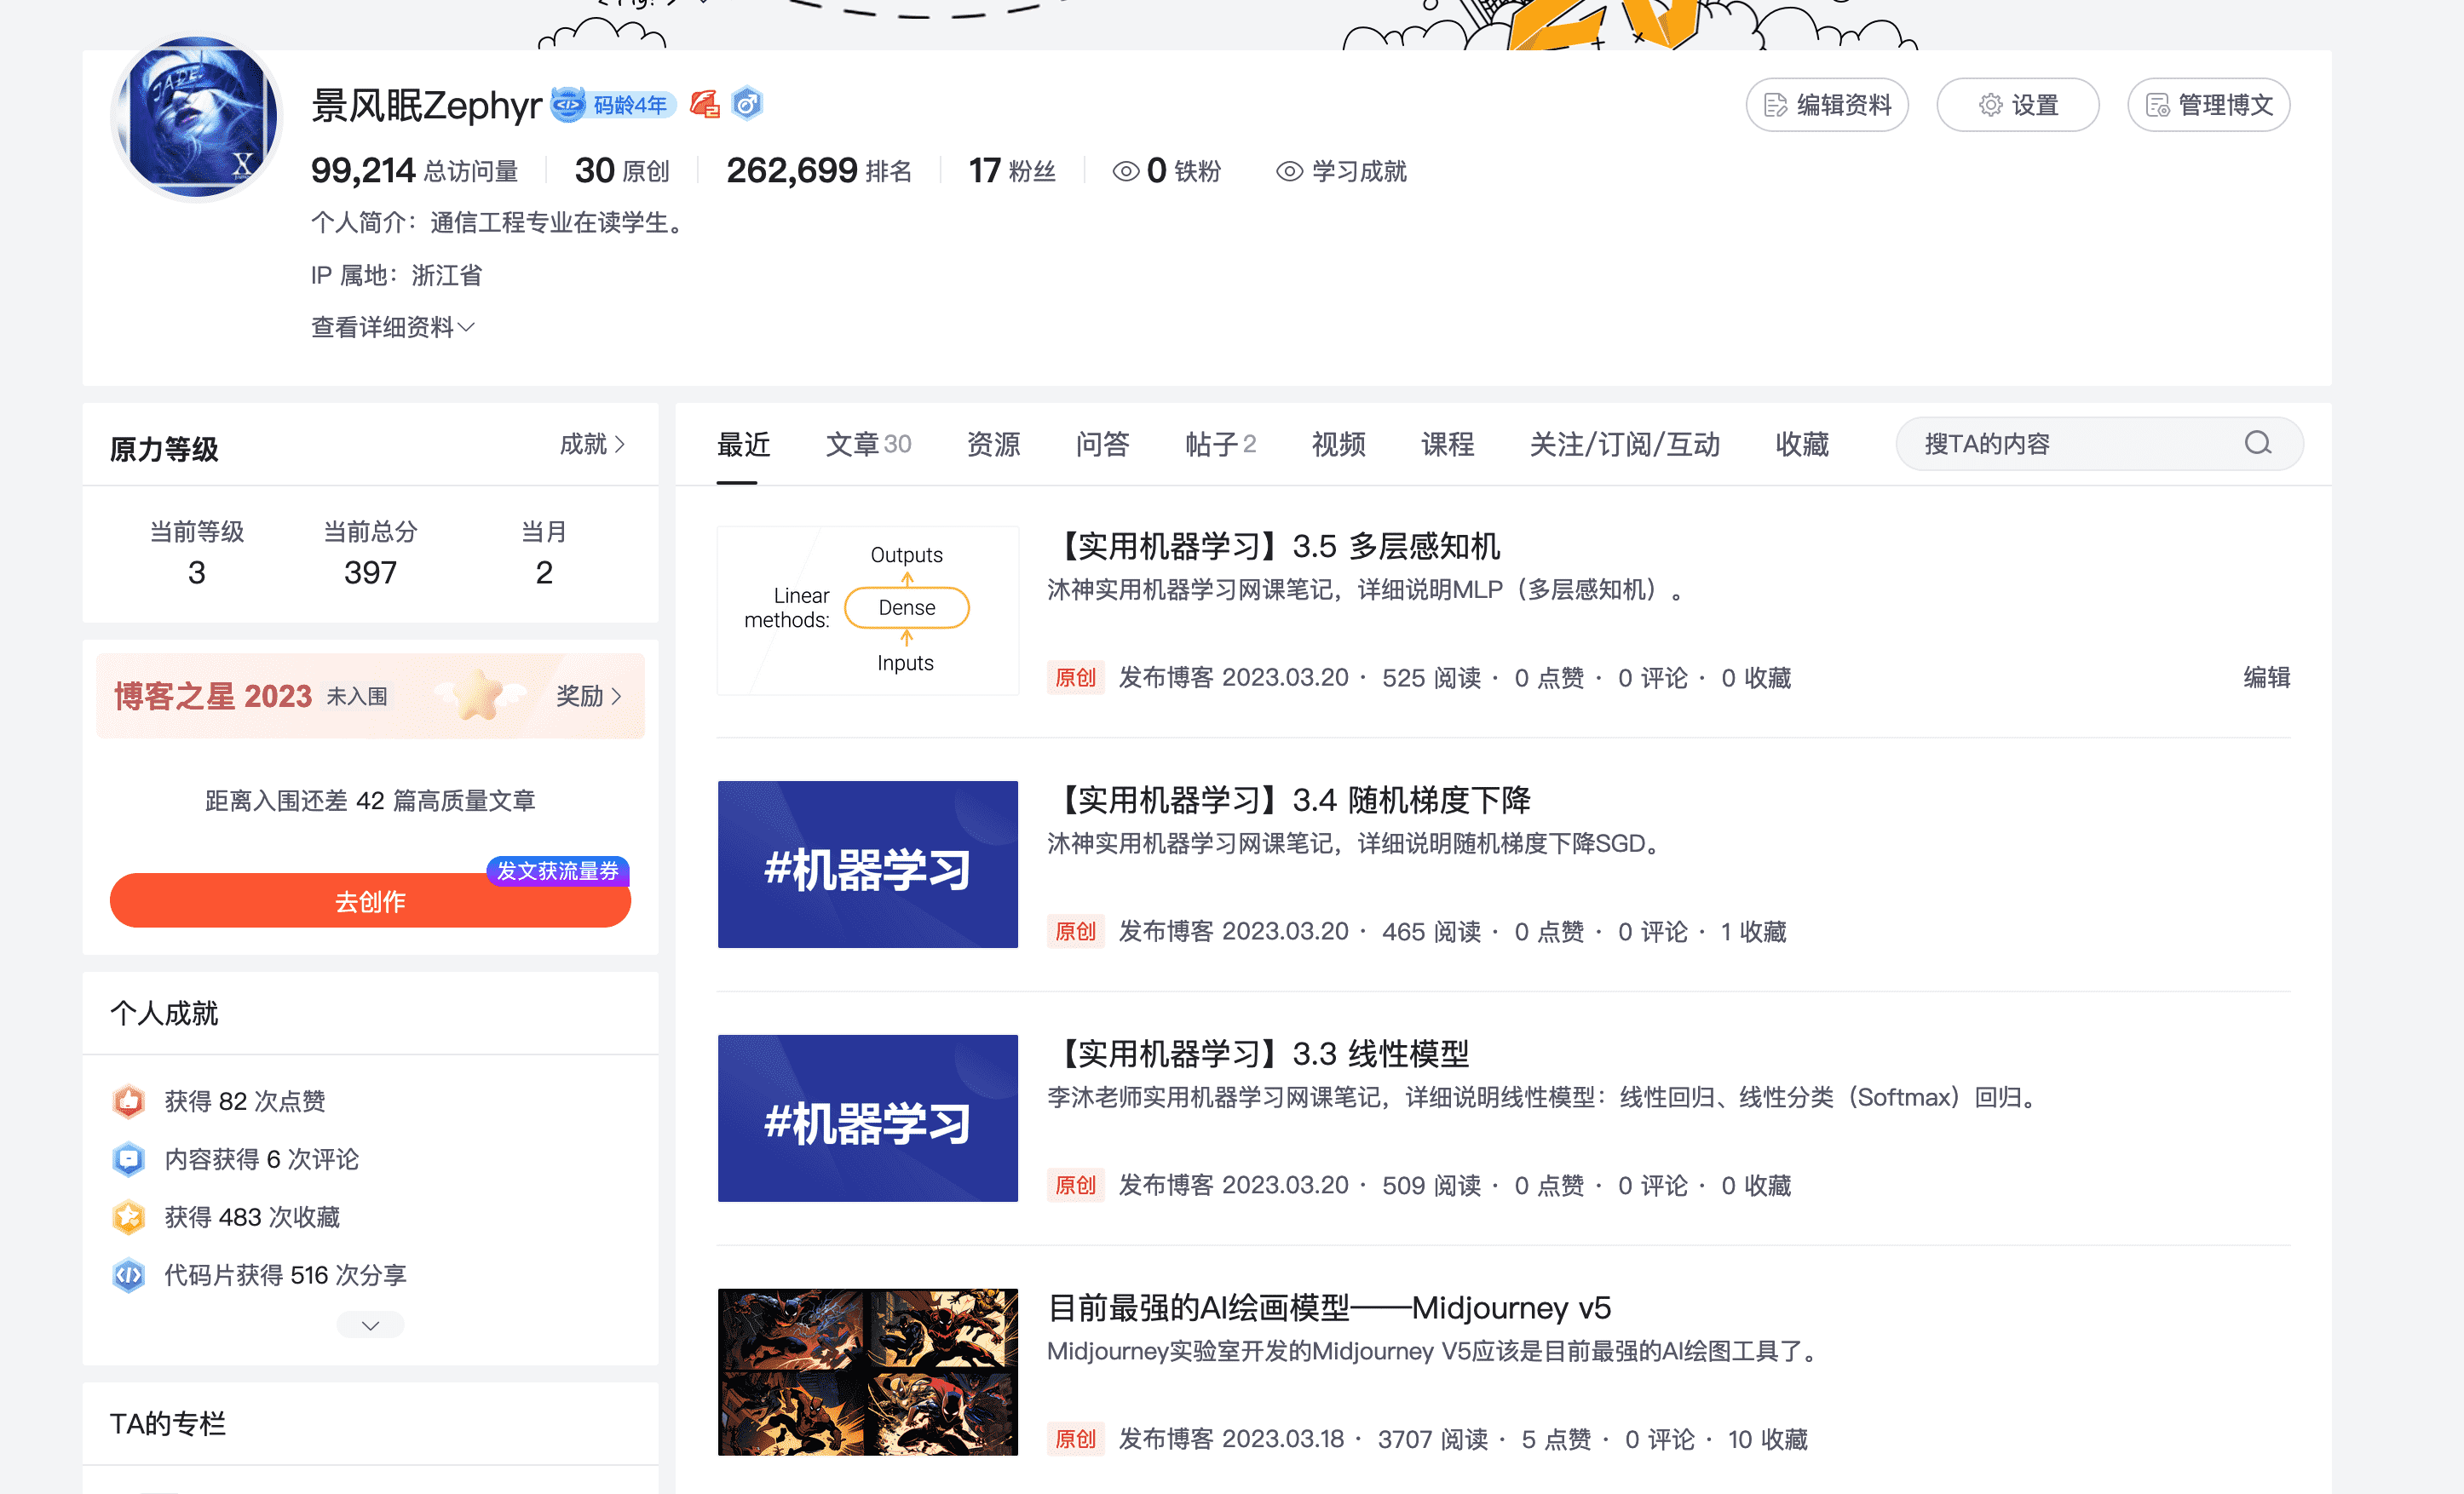 JADE
X
景风眠Zephyr 码龄4年
编辑资料 设置 管理博文
99,214 总访问量 30 原创 262,699 排名 17 粉丝 0 铁粉 学习成就
个人简介：通信工程专业在读学生。
IP 属地：浙江省
查看详细资料
原力等级 成就
当前等级 当前总分 当月
3 397 2
博客之星 2023 未入围 奖励
距离入围还差 42 篇高质量文章
发文获流量券
去创作
个人成就
获得 82 次点赞
内容获得 6 次评论
获得 483 次收藏
代码片获得 516 次分享
TA的专栏
最近 文章30 资源 问答 帖子2 视频 课程 关注/订阅/互动 收藏 搜TA的内容
Outputs
Linear
methods:
Dense
Inputs
【实用机器学习】3.5 多层感知机
沐神实用机器学习网课笔记，详细说明MLP（多层感知机）。
原创 发布博客 2023.03.20 · 525 阅读 · 0 点赞 · 0 评论 · 0 收藏 编辑
#机器学习
【实用机器学习】3.4 随机梯度下降
沐神实用机器学习网课笔记，详细说明随机梯度下降SGD。
原创 发布博客 2023.03.20 · 465 阅读 · 0 点赞 · 0 评论 · 1 收藏
#机器学习
【实用机器学习】3.3 线性模型
李沐老师实用机器学习网课笔记，详细说明线性模型：线性回归、线性分类（Softmax）回归。
原创 发布博客 2023.03.20 · 509 阅读 · 0 点赞 · 0 评论 · 0 收藏
目前最强的AI绘画模型——Midjourney v5
Midjourney实验室开发的Midjourney V5应该是目前最强的AI绘图工具了。
原创 发布博客 2023.03.18 · 3707 阅读 · 5 点赞 · 0 评论 · 10 收藏